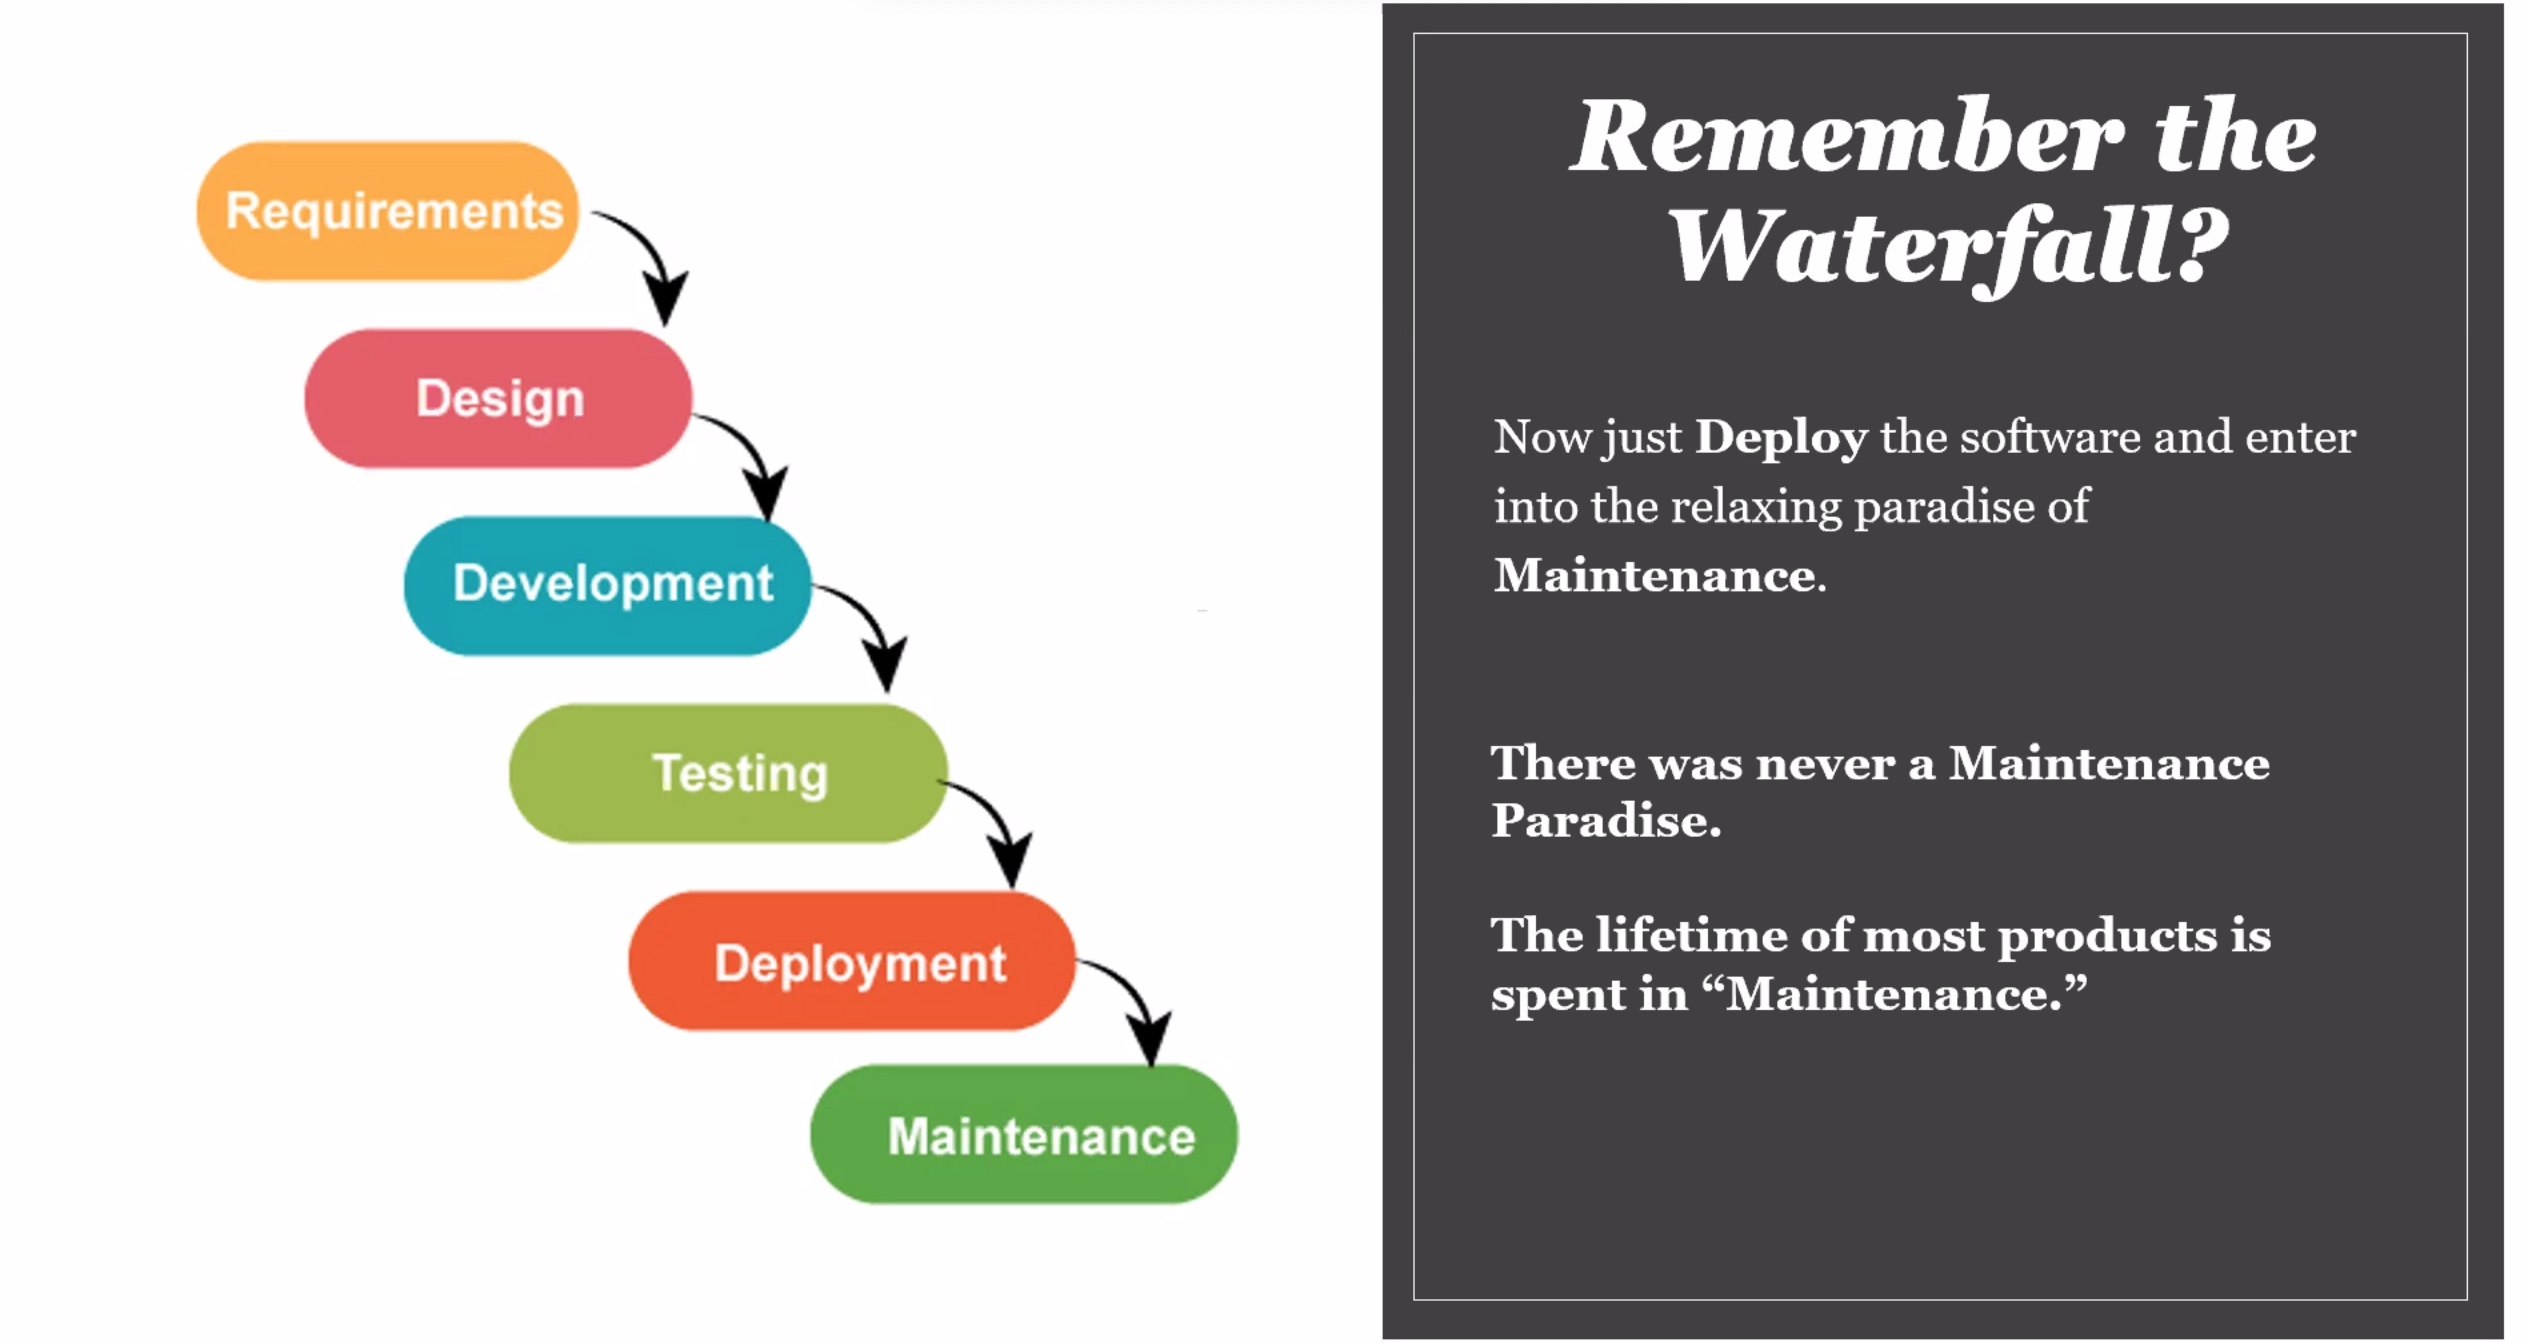 Requirements
Design
Development
Testing
Deployment
Maintenance
Remember the
Waterfall?
Now just Deploy the software and enter
into the relaxing paradise of
Maintenance.
There was never a Maintenance
Paradise.
The lifetime of most products is
spent in “Maintenance.”